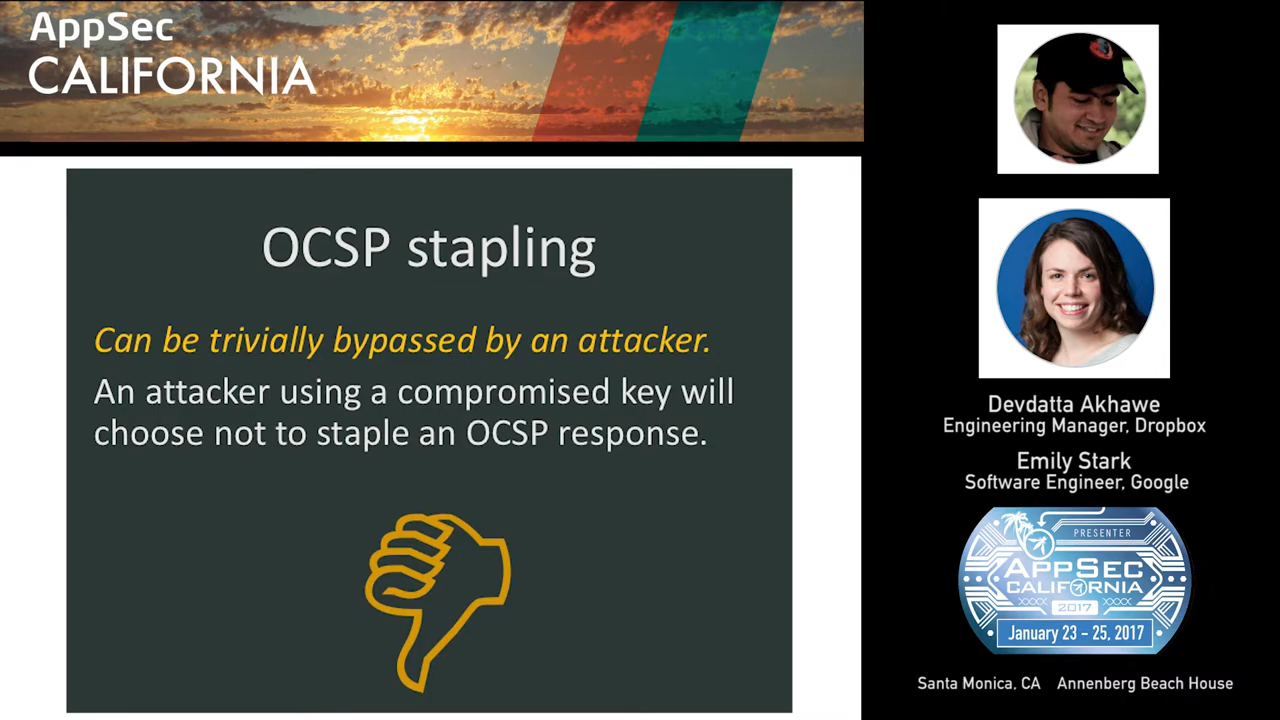 AppSec
CALIFORNIA
OCSP stapling
Can be trivially bypassed by an attacker.
An attacker using a compromised key will
choose not to staple an OCSP response.
Devdatta Akhawe
Engineering Manager, Dropbox
Emily Stark
Software Engineer, Google
PRESENTER
APPSEC
CALIFORNIA
2017
January 23 – 25, 2017
Santa Monica, CA Annenberg Beach House